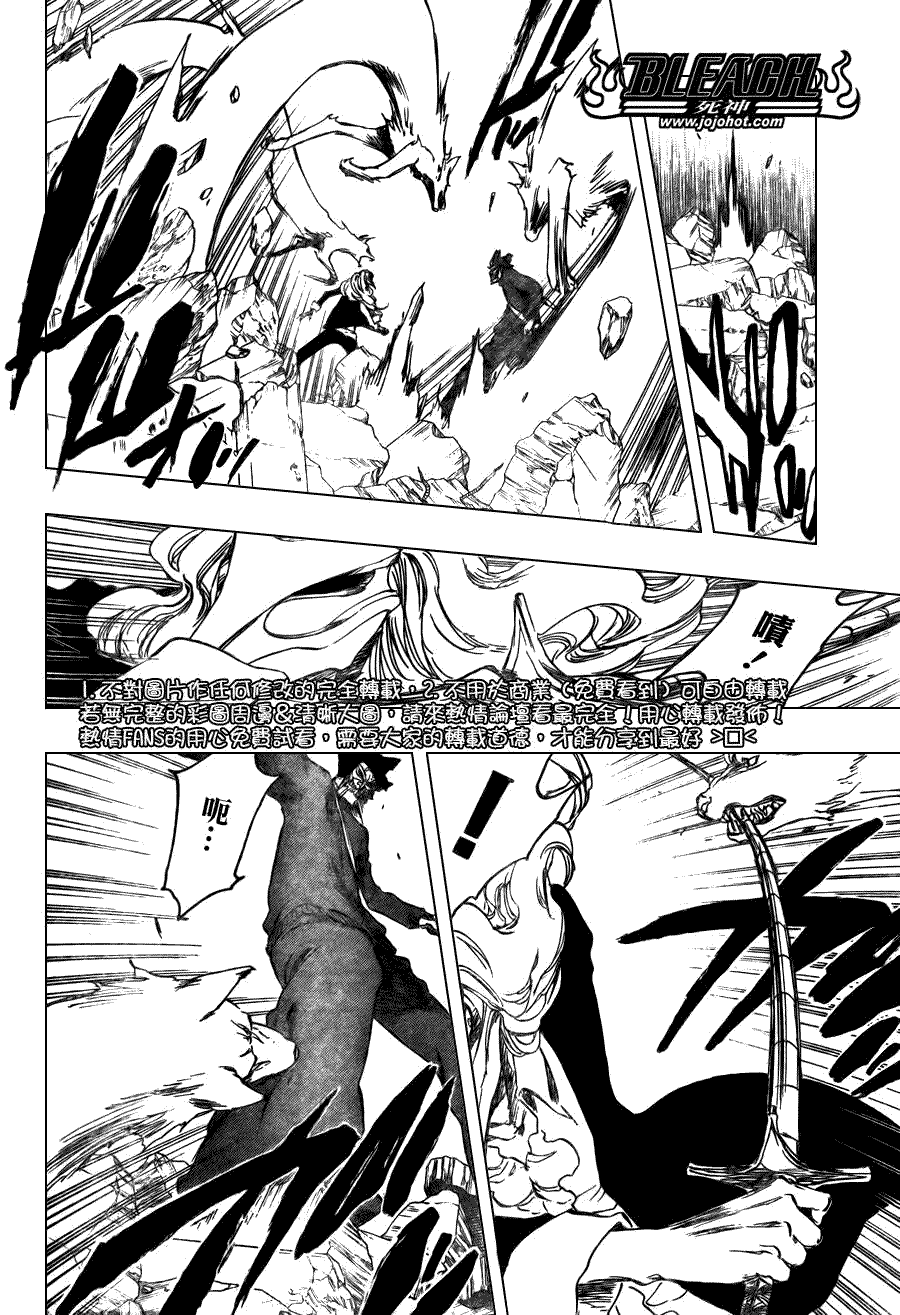 BLEACH
死神
www.jojohot.com
嘖!
1.不對圖片作任何修改的完全轉載,2.不用於商業(免費看到)可自由轉載
若無完整的彩圖周漫&清晰大圖,請來熱情論壇看最完全!用心轉載發佈!
熱情FANS的用心免費試看,需要大家的轉載道德,才能分享到最好 >口<
!
呃…